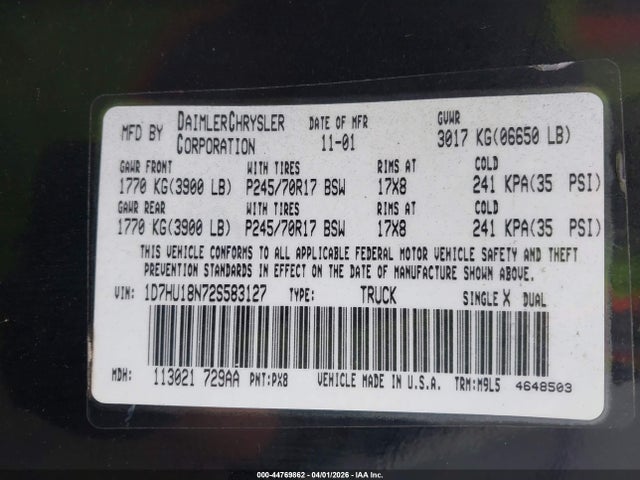 MFD BY DAIMLERCHRYSLER CORPORATION DATE OF MFR 11-01 GVWR 3017 KG(06650 LB)
GAWR FRONT WITH TIRES RIMS AT COLD
1770 KG(3900 LB) P245/70R17 BSW 17X8 241 KPA(35 PSI)
GAWR REAR WITH TIRES RIMS AT COLD
1770 KG(3900 LB) P245/70R17 BSW 17X8 241 KPA(35 PSI)
THIS VEHICLE CONFORMS TO ALL APPLICABLE FEDERAL MOTOR VEHICLE SAFETY AND THEFT
PREVENTION STANDARDS IN EFFECT ON THE DATE OF MANUFACTURE SHOWN ABOVE.
VIN: 1D7HU18N72S583127 TYPE: TRUCK SINGLE X DUAL
MDH: 113021 729AA PNT:PX8 VEHICLE MADE IN U.S.A. TRM:M9L5 4648503
000-44769862 - 04/01/2026 - IAA Inc.